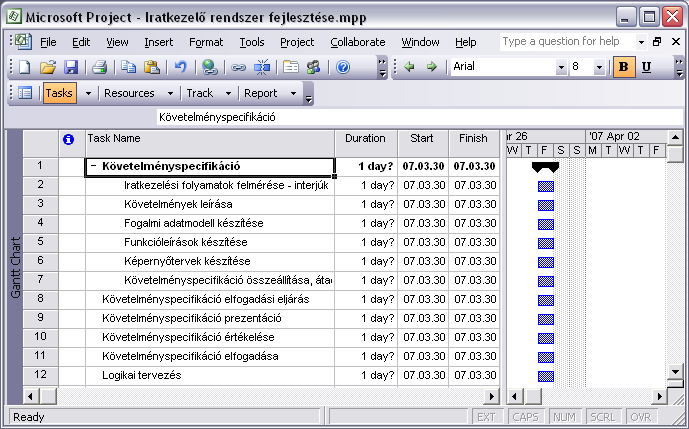 Microsoft Project - Iratkezelő rendszer fejlesztése.mpp
File Edit View Insert Format Tools Project Collaborate Window Help Type a question for help
Arial 8 B U
Tasks Resources Track Report
Követelményspecifikáció
Task Name Duration Start Finish ár 26 '07 Apr 02
W T F S S M T W T F
1 Követelményspecifikáció 1 day? 07.03.30 07.03.30
2 Iratkezelési folyamatok felmérése - interjúk 1 day? 07.03.30 07.03.30
3 Követelmények leírása 1 day? 07.03.30 07.03.30
4 Fogalmi adatmodell készítése 1 day? 07.03.30 07.03.30
5 Funkcióleírások készítése 1 day? 07.03.30 07.03.30
6 Képernyőtervek készítése 1 day? 07.03.30 07.03.30
7 Követelményspecifikáció összeállítása, áta 1 day? 07.03.30 07.03.30
8 Követelményspecifikáció elfogadási eljárás 1 day? 07.03.30 07.03.30
9 Követelményspecifikáció prezentáció 1 day? 07.03.30 07.03.30
10 Követelményspecifikáció értékelése 1 day? 07.03.30 07.03.30
11 Követelményspecifikáció elfogadása 1 day? 07.03.30 07.03.30
12 Logikai tervezés 1 day? 07.03.30 07.03.30
Gantt Chart
Ready EXT CAPS NUM SCRL OVR